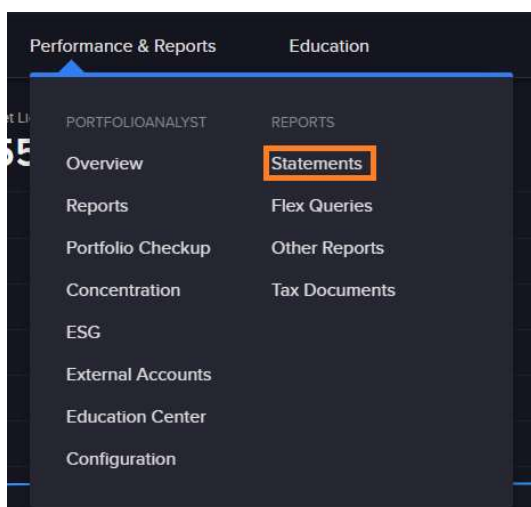 Performance & Reports Education
PORTFOLIOANALYST
Overview
Reports
Portfolio Checkup
Concentration
ESG
External Accounts
Education Center
Configuration
REPORTS
Statements
Flex Queries
Other Reports
Tax Documents